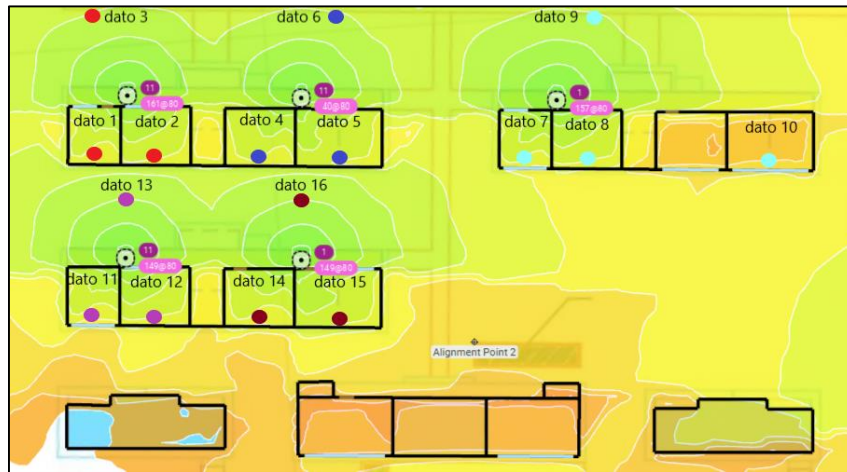 dato 3
dato 6
dato 9
11
161@80
11
40@80
1
157@80
dato 1
dato 2
dato 4
dato 5
dato 7
dato 8
dato 10
dato 13
dato 16
11
149@80
1
149@80
dato 11
dato 12
dato 14
dato 15
Alignment Point 2